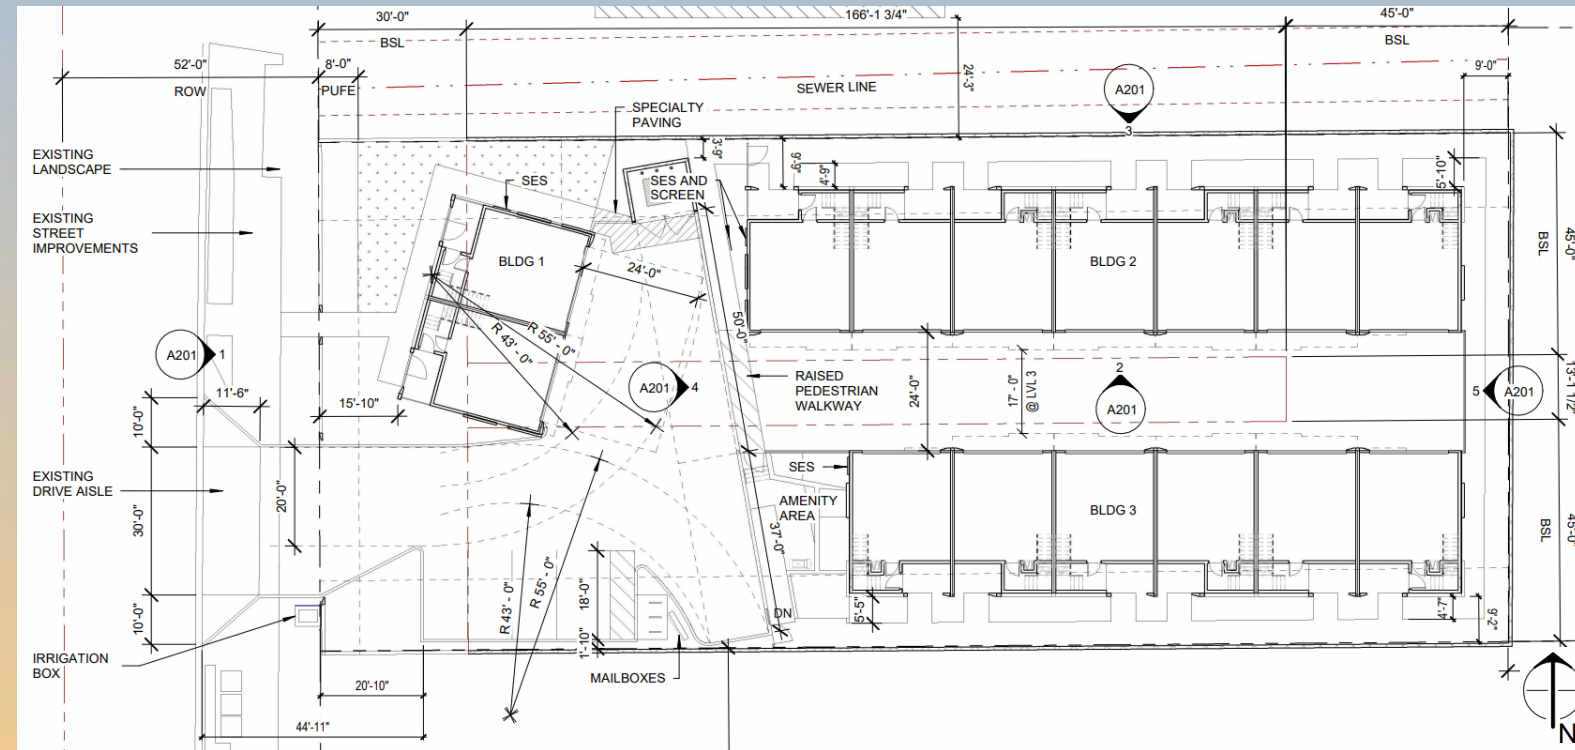 30'-0"
166'-1 3/4"
45'-0"
BSL
BSL
52'-0"
8'-0"
24'-3"
9'-0"
ROW
PUFE
SEWER LINE
A201
3
SPECIALTY
PAVING
EXISTING
LANDSCAPE
3'-9"
9'-6"
4'-9"
5'-10"
SES
SES AND
SCREEN
EXISTING
STREET
IMPROVEMENTS
45'-0"
BSL
BLDG 1
24'-0"
BLDG 2
R 43' - 0"
R 55' - 0"
50'-0"
A201
1
A201
4
RAISED
PEDESTRIAN
WALKWAY
24'-0"
17' - 0"
@ LVL 3
2
A201
5
A201
13'-1 1/2"
11'-6"
15'-10"
10'-0"
EXISTING
DRIVE AISLE
20'-0"
30'-0"
SES
AMENITY
AREA
BLDG 3
BSL
45'-0"
37'-0"
R 43' - 0"
R 55' - 0"
18'-0"
1'-10"
10'-0"
DN
5'-5"
4'-7"
6'-2"
IRRIGATION
BOX
MAILBOXES
20'-10"
44'-11"
N